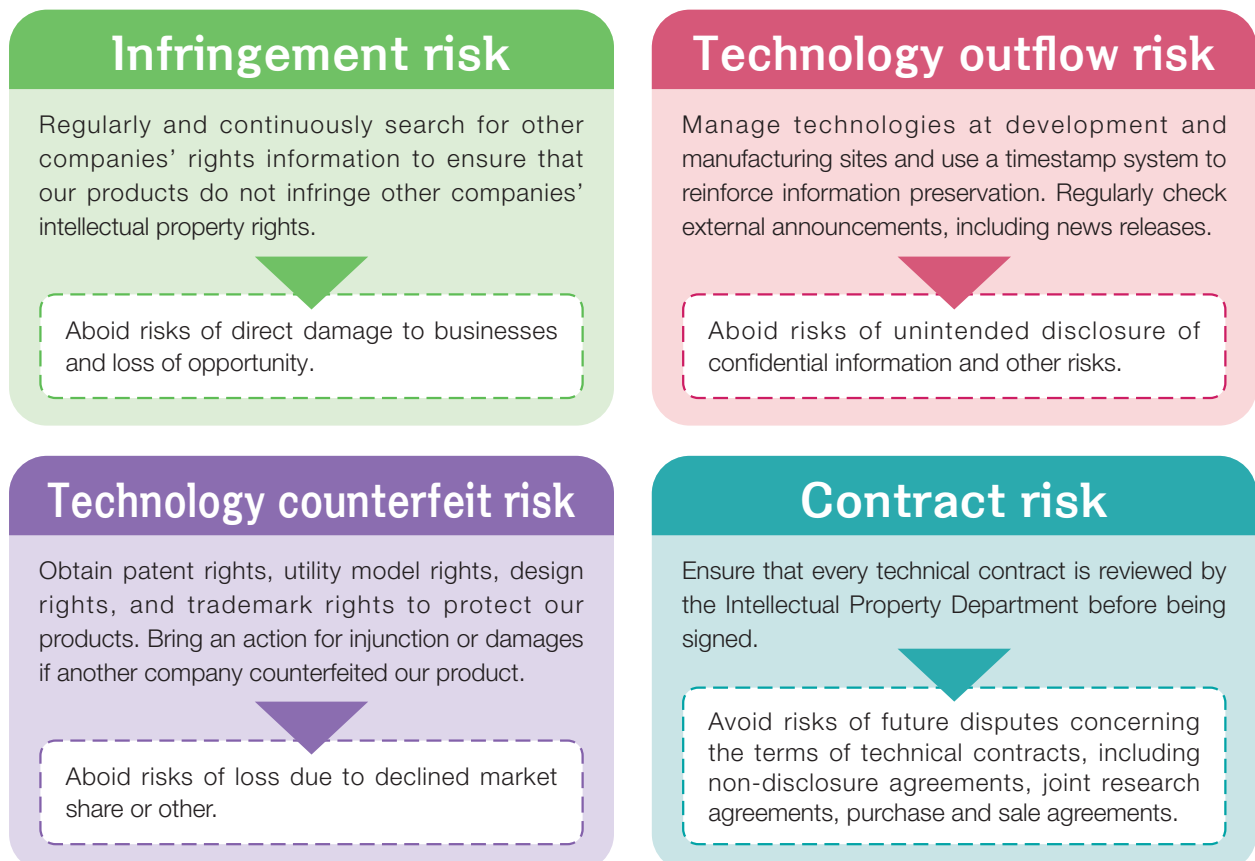 Infringement risk
Regularly and continuously search for other
companies' rights information to ensure that
our products do not infringe other companies'
intellectual property rights.
Aboid risks of direct damage to businesses
and loss of opportunity.
Technology outflow risk
Manage technologies at development and
manufacturing sites and use a timestamp system to
reinforce information preservation. Regularly check
external announcements, including news releases.
Aboid risks of unintended disclosure of
confidential information and other risks.
Technology counterfeit risk
Obtain patent rights, utility model rights, design
rights, and trademark rights to protect our
products. Bring an action for injunction or damages
if another company counterfeited our product.
Aboid risks of loss due to declined market
share or other.
Contract risk
Ensure that every technical contract is reviewed by
the Intellectual Property Department before being
signed.
Avoid risks of future disputes concerning
the terms of technical contracts, including
non-disclosure agreements, joint research
agreements, purchase and sale agreements.